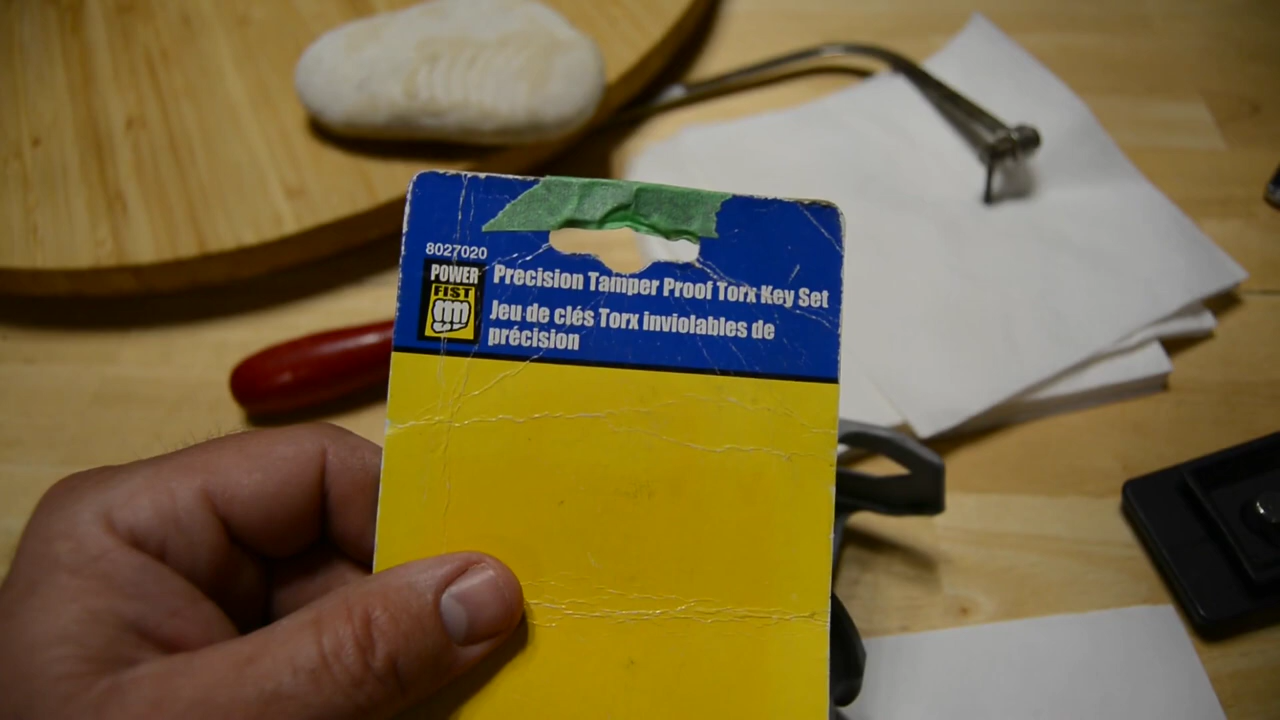 8027020
POWER
FIST
Precision Tamper Proof Torx Key Set
Jeu de clés Torx inviolables de
précision